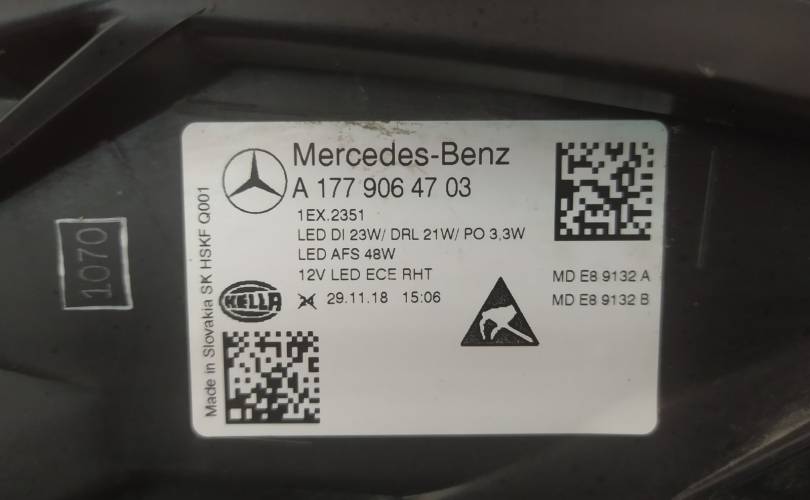 Mercedes-Benz
A 177 906 47 03
1EX.2351
LED DI 23W/ DRL 21W/ PO 3,3W
LED AFS 48W
12V LED ECE RHT
MD E8 9132 A
HELLA
29.11.18 15:06
MD E8 9132 B
Made in Slovakia SK HSKF Q001
1070